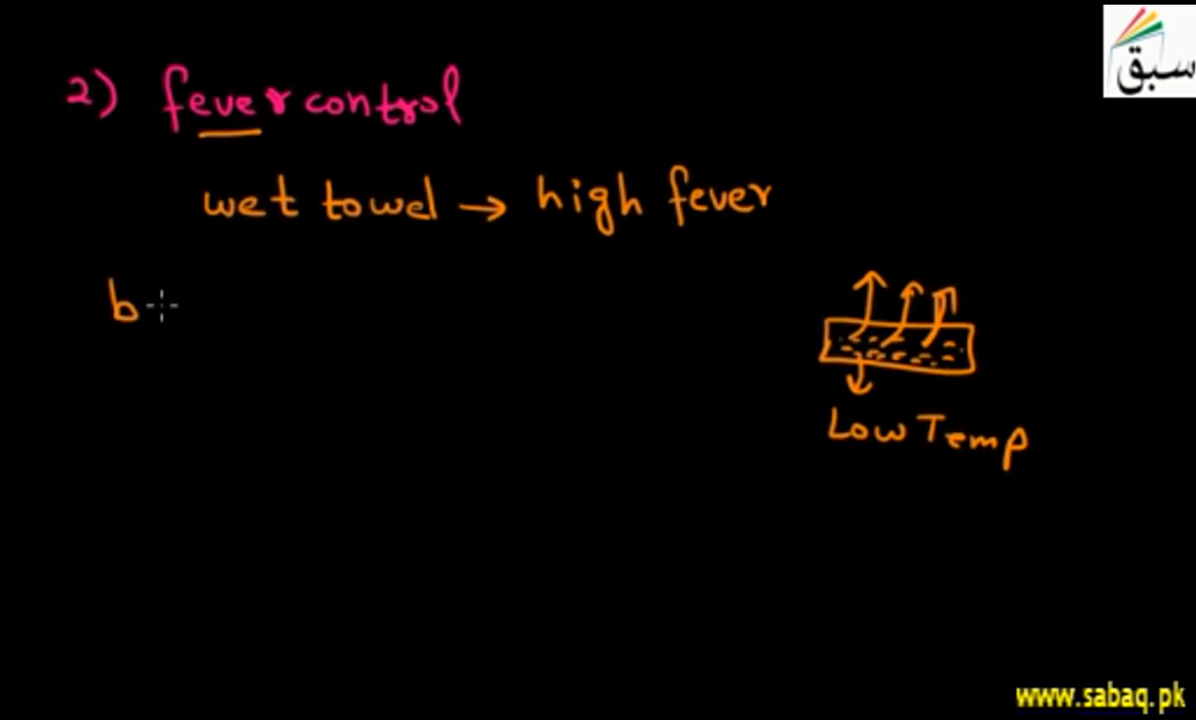 سبق
2) fever control
wet towel → high fever
b
Low Temp
www.sabaq.pk